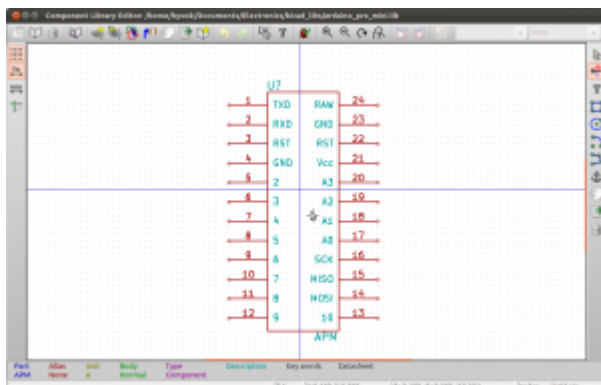 Component Library Editor /home/hyvok/Documents/Electronics/kicad_libs/arduino_pro_mini.lib
U?
1 TXO RAW 24
2 RXD GND 23
3 RST RST 22
4 GND Vcc 21
5 2 A3 20
6 3 A2 19
7 4 A1 18
8 5 A0 17
9 6 SCK 16
10 7 MISO 15
11 8 MOSI 14
12 9 10 13
APM
Part Alias Unit Body Type Description Key words Datasheet
APM None A Normal Component